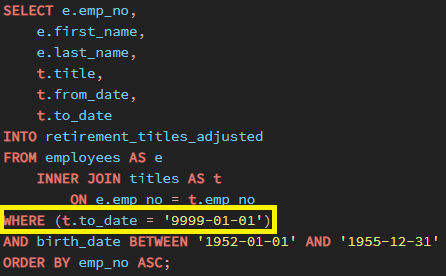 SELECT e.emp_no,
e.first_name,
e.last_name,
t.title,
t.from_date,
t.to_date
INTO retirement_titles_adjusted
FROM employees AS e
INNER JOIN titles AS t
ON e.emp_no = t.emp_no
WHERE (t.to_date = '9999-01-01')
AND birth_date BETWEEN '1952-01-01' AND '1955-12-31'
ORDER BY emp_no ASC;